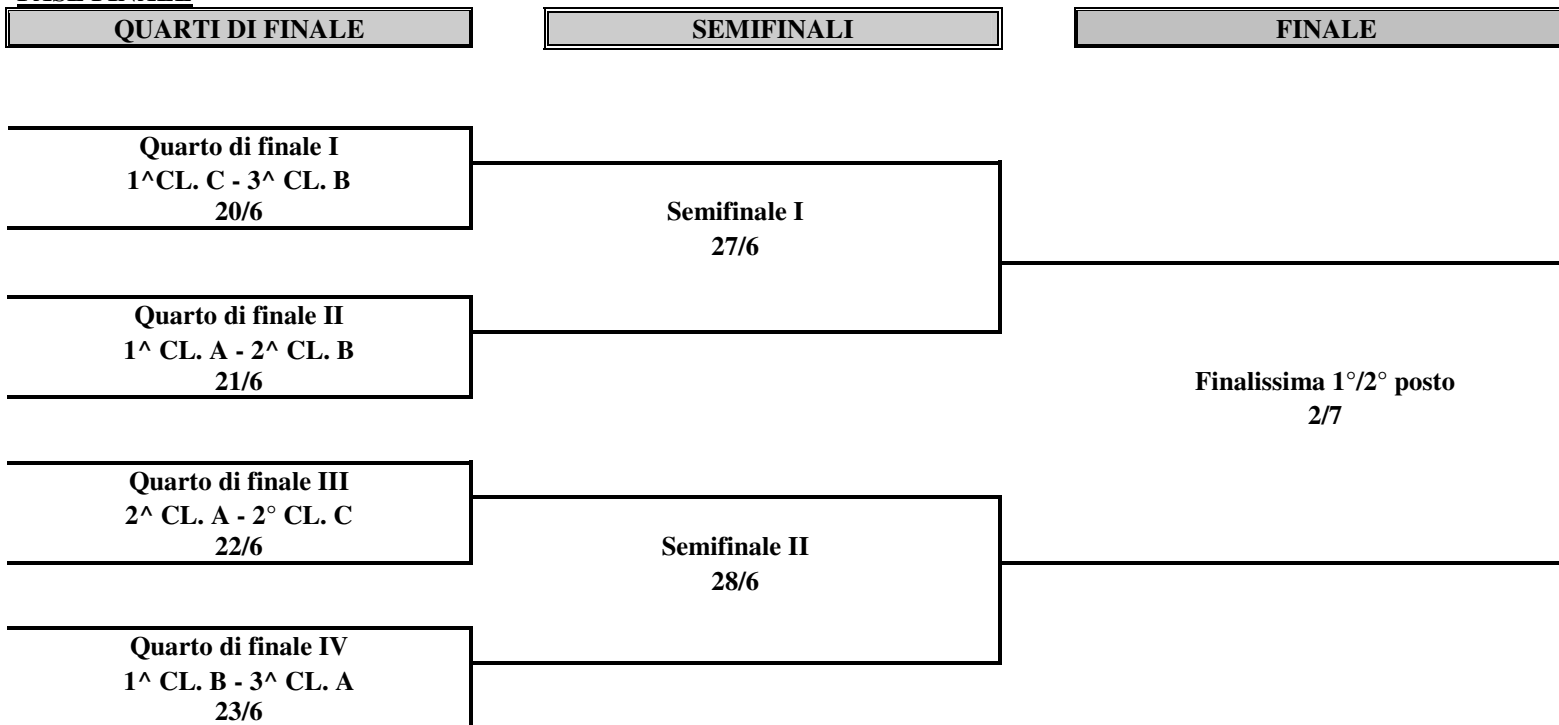 FASE FINALE
QUARTI DI FINALE
SEMIFINALI
FINALE
Quarto di finale I
1^CL. C - 3^ CL. B
20/6
Semifinale I
27/6
Quarto di finale II
1^ CL. A - 2^ CL. B
21/6
Finalissima 1°/2° posto
2/7
Quarto di finale III
2^ CL. A - 2° CL. C
22/6
Semifinale II
28/6
Quarto di finale IV
1^ CL. B - 3^ CL. A
23/6